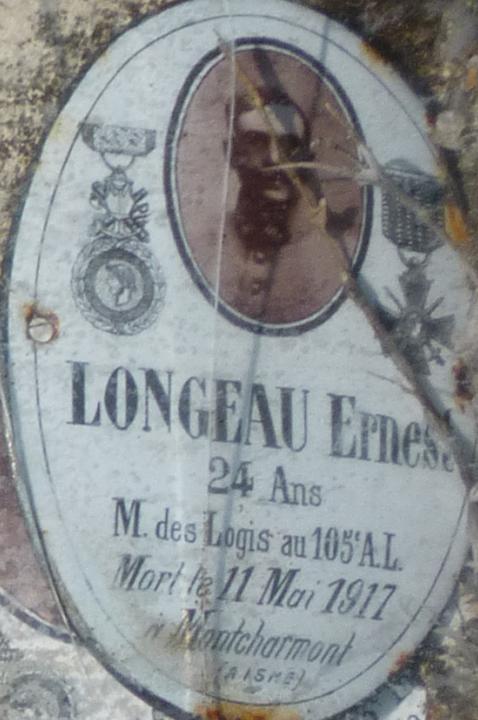 LONGEAU Ernest
24 Ans
M. des Logis au 105e A.L.
Mort le 11 Mai 1917
à Montcharmont
(AISNE)